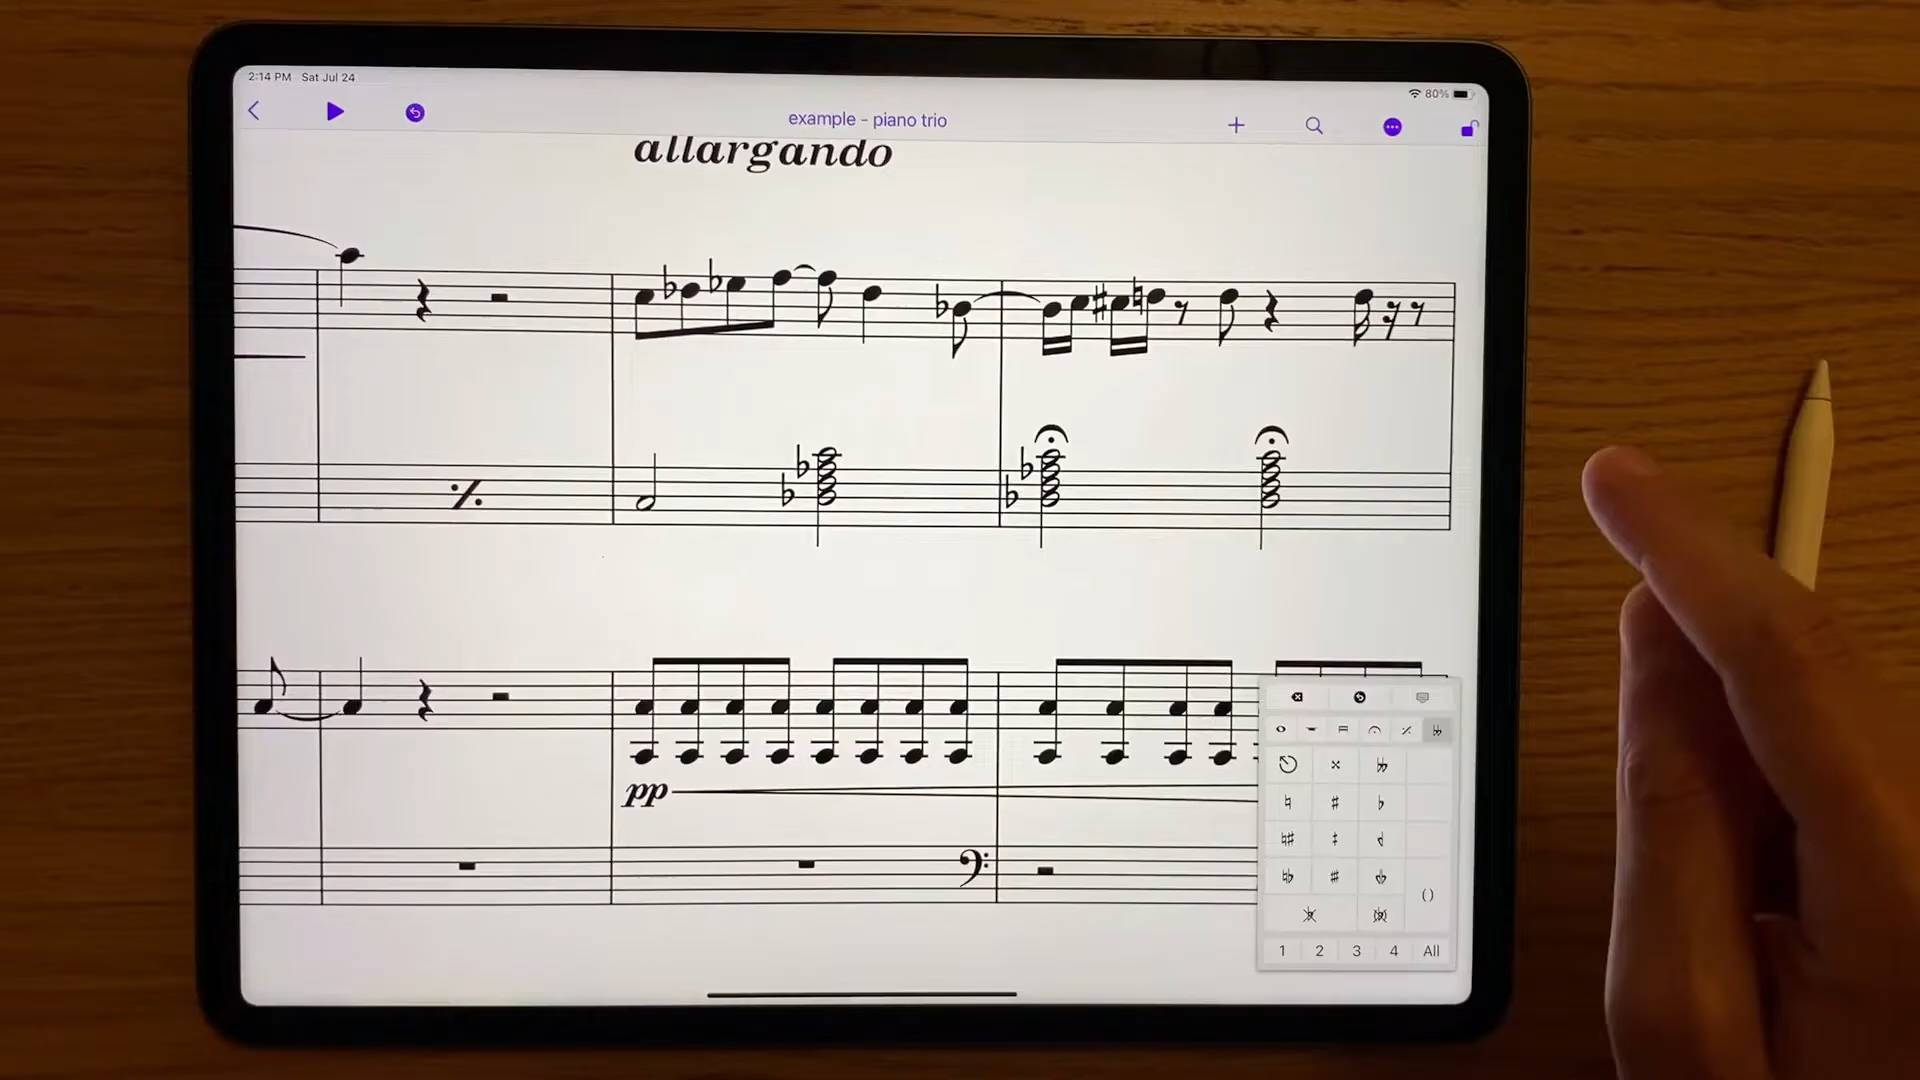 2:14 PM Sat Jul 24
80%
example - piano trio
allargando
pp
()
1 2 3 4 All